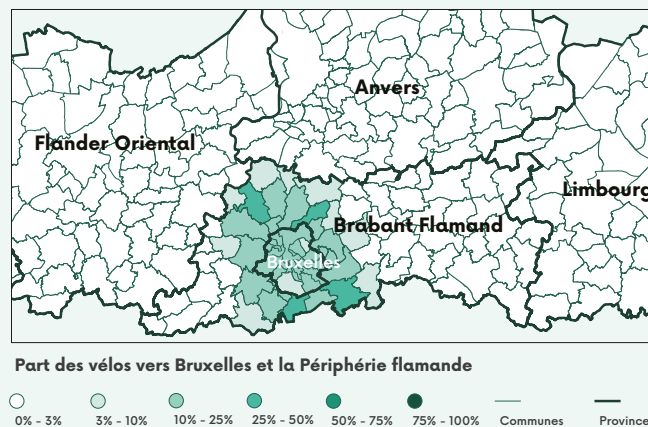 Anvers
Flander Oriental
Limbourg
Brabant Flamand
Bruxelles
Part des vélos vers Bruxelles et la Périphérie flamande
0% - 3% 3% - 10% 10% - 25% 25% - 50% 50% - 75% 75% - 100% Communes Province